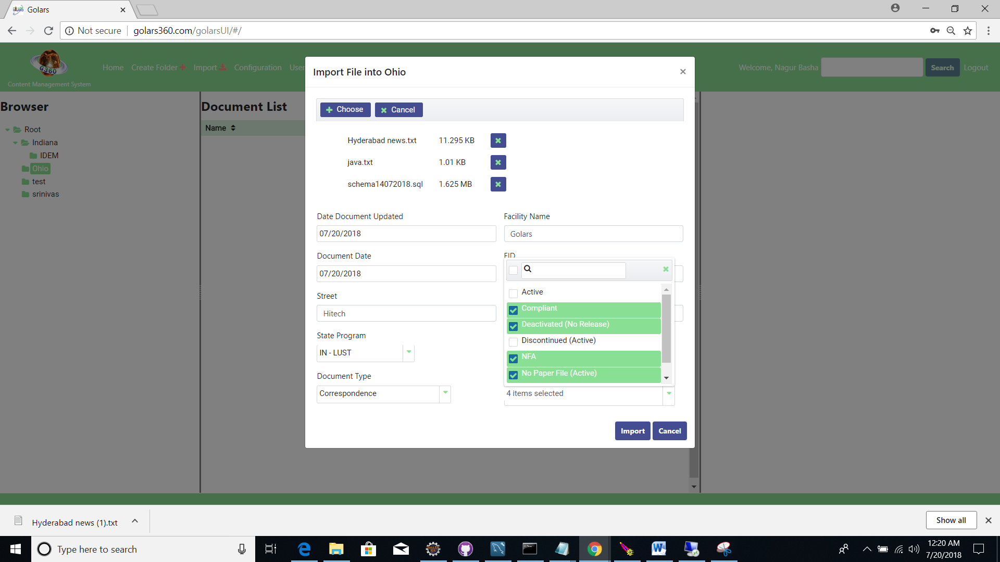 Golars
Not secure golars360.com/golarsUI/#/
G360
Content Management System
Home Create Folder Import Configuration User
Welcome, Nagur Basha Search Logout
Import File into Ohio
Choose Cancel
Browser
Root
Indiana
IDEM
Ohio
test
srinivas
Document List
Name
Hyderabad news.txt 11.295 KB
java.txt 1.01 KB
schema14072018.sql 1.625 MB
Date Document Updated Facility Name
07/20/2018 Golars
Document Date FID
07/20/2018
Street
Hitech
State Program
IN - LUST
Document Type
Correspondence
Active
Compliant
Deactivated (No Release)
Discontinued (Active)
NFA
No Paper File (Active)
4 items selected
Import Cancel
Hyderabad news (1).txt Show all
Type here to search
12:20 AM
7/20/2018